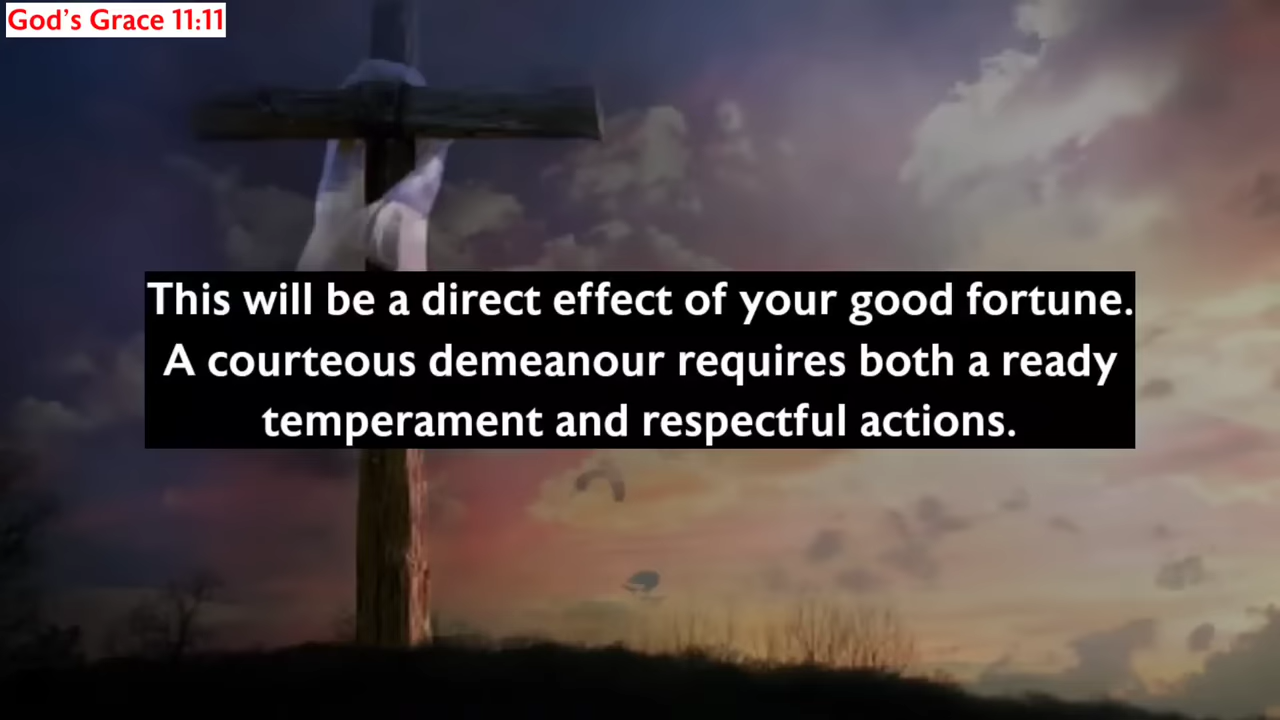 God's Grace 11:11
This will be a direct effect of your good fortune.
A courteous demeanour requires both a ready
temperament and respectful actions.